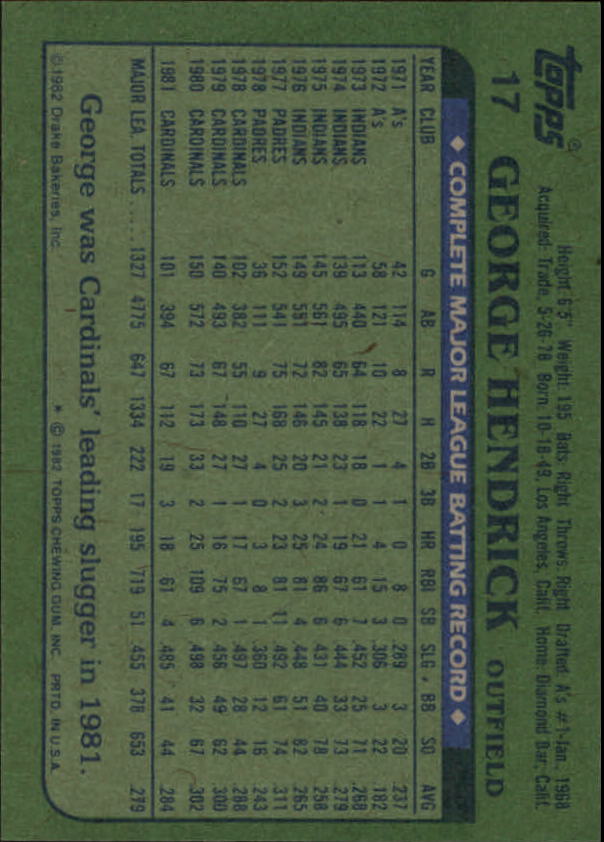 topps®
17 GEORGE HENDRICK OUTFIELD
Height: 6'5" Weight: 195 Bats: Right Throws: Right Drafted: A's #1-Jan., 1968
Acquired: Trade, 5-26-78 Born: 10-18-49, Los Angeles, Calif. Home: Diamond Bar, Calif.
◆ COMPLETE MAJOR LEAGUE BATTING RECORD ◆
YEAR CLUB G AB R H 2B 3B HR RBI SB SLG. BB SO AVG
1971 A's 42 114 8 27 4 1 0 8 0 .289 3 20 .237
1972 A's 58 121 10 22 1 1 4 15 3 .306 3 22 .182
1973 INDIANS 113 440 64 118 18 0 21 61 7 .452 25 71 .268
1974 INDIANS 139 495 65 138 23 1 19 67 6 .444 33 73 .279
1975 INDIANS 145 561 82 145 21 2 24 86 6 .431 40 78 .258
1976 INDIANS 149 551 72 146 20 3 25 81 4 .448 51 82 .265
1977 PADRES 152 541 75 168 25 2 23 81 11 .492 61 74 .311
1978 PADRES 36 111 9 27 4 0 3 8 1 .360 12 16 .243
1978 CARDINALS 102 382 55 110 27 1 17 67 1 .497 28 44 .288
1979 CARDINALS 140 493 67 148 27 1 16 75 2 .456 49 62 .300
1980 CARDINALS 150 572 73 173 33 2 25 109 6 .498 32 67 .302
1981 CARDINALS 101 394 67 112 19 3 18 61 4 .485 41 44 .284
MAJOR LEA. TOTALS .... 1327 4775 647 1334 222 17 195 719 51 .455 378 653 .279
George was Cardinals' leading slugger in 1981.
©1982 Drake Bakeries, Inc. * © 1982 TOPPS CHEWING GUM, INC. PRTD. IN U.S.A.